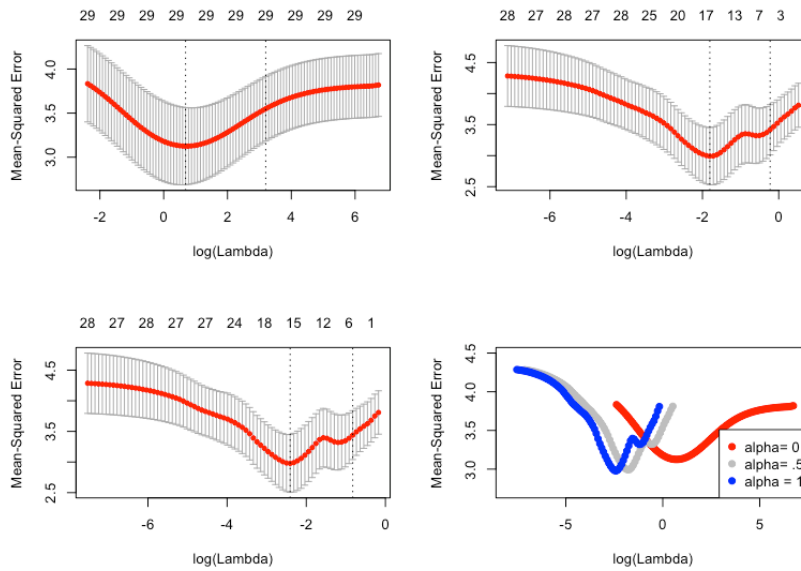 29 29 29 29 29 29 29 29
4.0
3.5
3.0
Mean-Squared Error
-2 0 2 4 6
log(Lambda)
28 27 28 27 28 25 20 17 13 7 3
4.5
3.5
2.5
Mean-Squared Error
-6 -4 -2 0
log(Lambda)
28 27 28 27 27 24 18 15 12 6 1
4.5
3.5
2.5
Mean-Squared Error
-6 -4 -2 0
log(Lambda)
4.5
4.0
3.5
3.0
Mean-Squared Error
-5 0 5
log(Lambda)
alpha= 0
alpha= .5
alpha = 1